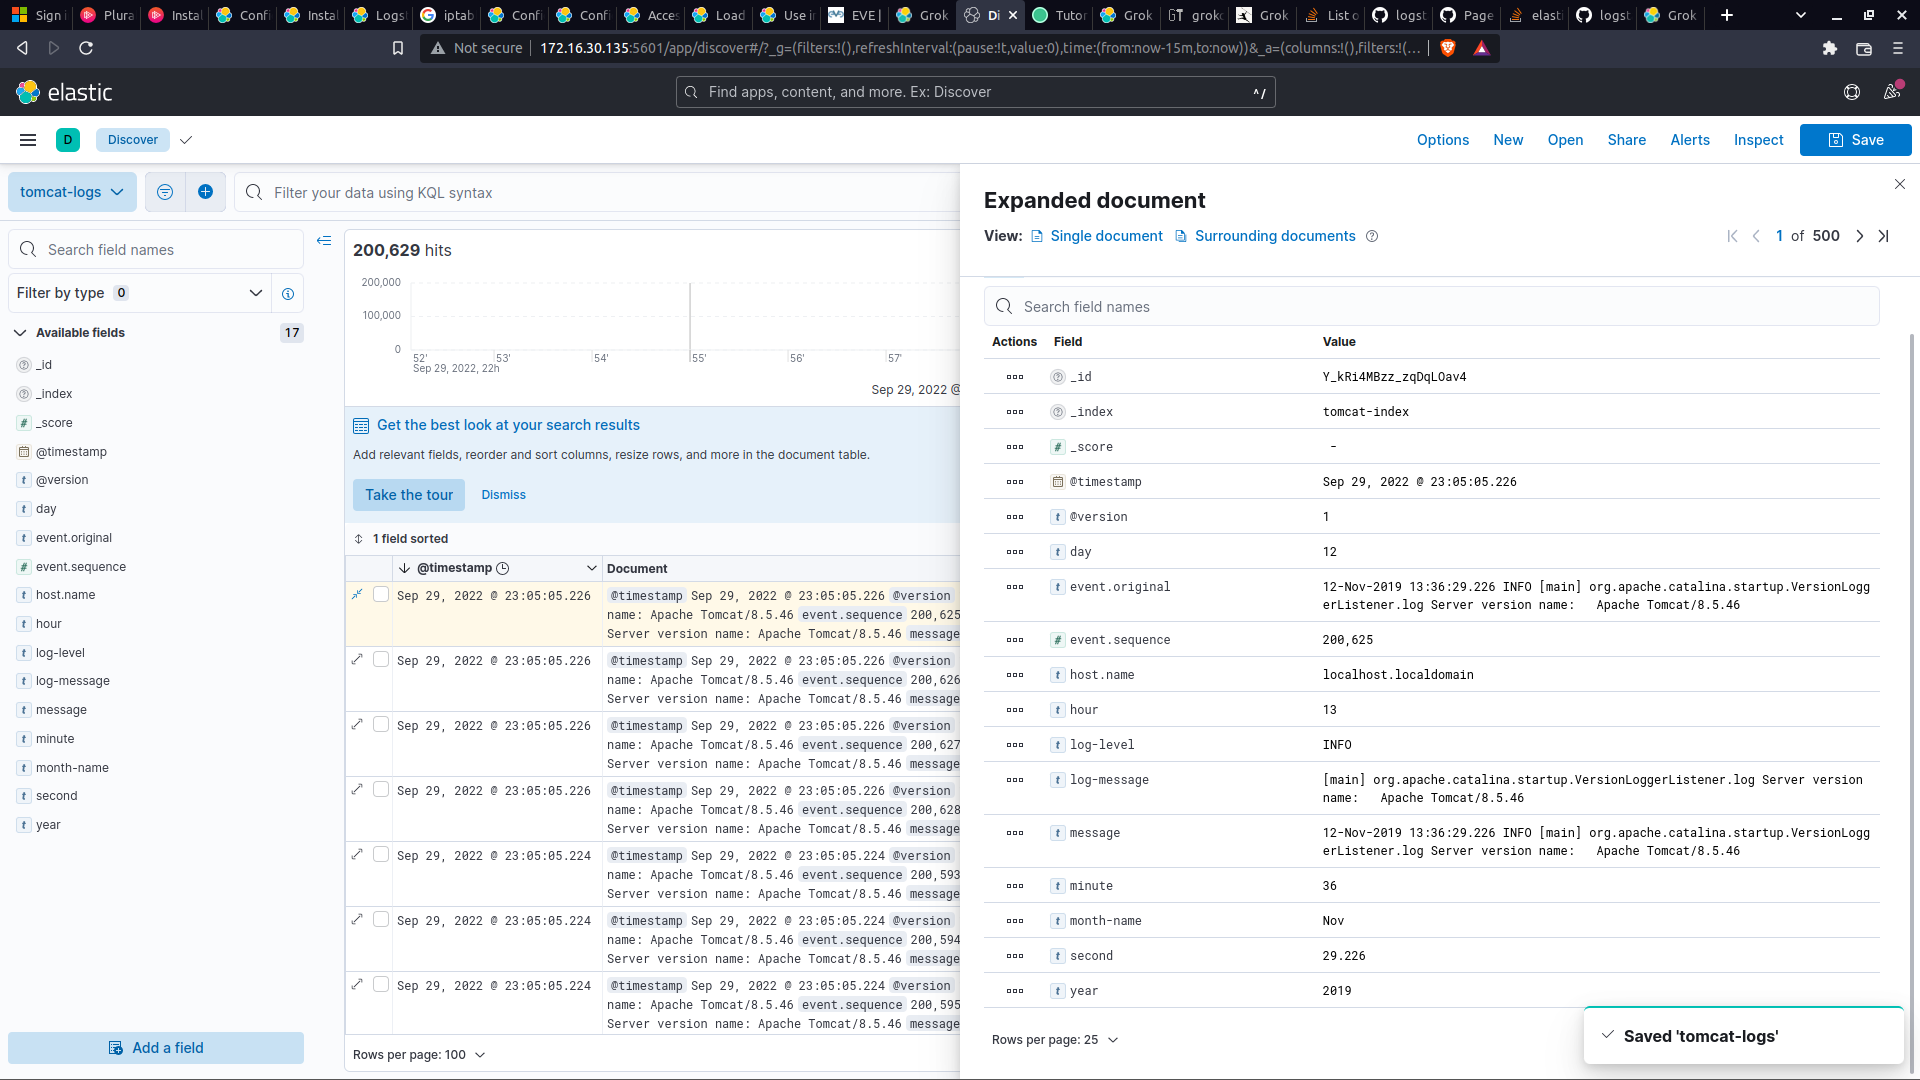 Sign i
Plura
Instal
Confi
Instal
Logst
iptab
Confi
Confi
Acces
Load
Use in
EVE |
Grok
Di
Tutor
Grok
grok
Grok
List o
logst
Page
elasti
logst
Grok
Not secure
172.16.30.135:5601/app/discover#/?_g=(filters:!(),refreshInterval:(pause:!t,value:0),time:(from:now-15m,to:now))&_a=(columns:!(),filters:!(...
elastic
Find apps, content, and more. Ex: Discover
^/
D
Discover
Options
New
Open
Share
Alerts
Inspect
Save
tomcat-logs
Filter your data using KQL syntax
Search field names
Filter by type 0
Available fields 17
_id
_index
_score
@timestamp
@version
day
event.original
event.sequence
host.name
hour
log-level
log-message
message
minute
month-name
second
year
Add a field
200,629 hits
200,000
100,000
0
52' 53' 54' 55' 56' 57'
Sep 29, 2022, 22h
Sep 29, 2022 @
Get the best look at your search results
Add relevant fields, reorder and sort columns, resize rows, and more in the document table.
Take the tour
Dismiss
1 field sorted
@timestamp
Document
Sep 29, 2022 @ 23:05:05.226
@timestamp Sep 29, 2022 @ 23:05:05.226 @version
name: Apache Tomcat/8.5.46 event.sequence 200,625
Server version name: Apache Tomcat/8.5.46 message
Sep 29, 2022 @ 23:05:05.226
@timestamp Sep 29, 2022 @ 23:05:05.226 @version
name: Apache Tomcat/8.5.46 event.sequence 200,626
Server version name: Apache Tomcat/8.5.46 message
Sep 29, 2022 @ 23:05:05.226
@timestamp Sep 29, 2022 @ 23:05:05.226 @version
name: Apache Tomcat/8.5.46 event.sequence 200,627
Server version name: Apache Tomcat/8.5.46 message
Sep 29, 2022 @ 23:05:05.226
@timestamp Sep 29, 2022 @ 23:05:05.226 @version
name: Apache Tomcat/8.5.46 event.sequence 200,628
Server version name: Apache Tomcat/8.5.46 message
Sep 29, 2022 @ 23:05:05.224
@timestamp Sep 29, 2022 @ 23:05:05.224 @version
name: Apache Tomcat/8.5.46 event.sequence 200,593
Server version name: Apache Tomcat/8.5.46 message
Sep 29, 2022 @ 23:05:05.224
@timestamp Sep 29, 2022 @ 23:05:05.224 @version
name: Apache Tomcat/8.5.46 event.sequence 200,594
Server version name: Apache Tomcat/8.5.46 message
Sep 29, 2022 @ 23:05:05.224
@timestamp Sep 29, 2022 @ 23:05:05.224 @version
name: Apache Tomcat/8.5.46 event.sequence 200,595
Server version name: Apache Tomcat/8.5.46 message
Rows per page: 100
Expanded document
View: Single document Surrounding documents
1 of 500
Search field names
Actions Field Value
_id Y_kRi4MBzz_zqDqLOav4
_index tomcat-index
_score -
@timestamp Sep 29, 2022 @ 23:05:05.226
@version 1
day 12
event.original 12-Nov-2019 13:36:29.226 INFO [main] org.apache.catalina.startup.VersionLogg
erListener.log Server version name: Apache Tomcat/8.5.46
event.sequence 200,625
host.name localhost.localdomain
hour 13
log-level INFO
log-message [main] org.apache.catalina.startup.VersionLoggerListener.log Server version
name: Apache Tomcat/8.5.46
message 12-Nov-2019 13:36:29.226 INFO [main] org.apache.catalina.startup.VersionLogg
erListener.log Server version name: Apache Tomcat/8.5.46
minute 36
month-name Nov
second 29.226
year 2019
Rows per page: 25
Saved 'tomcat-logs'